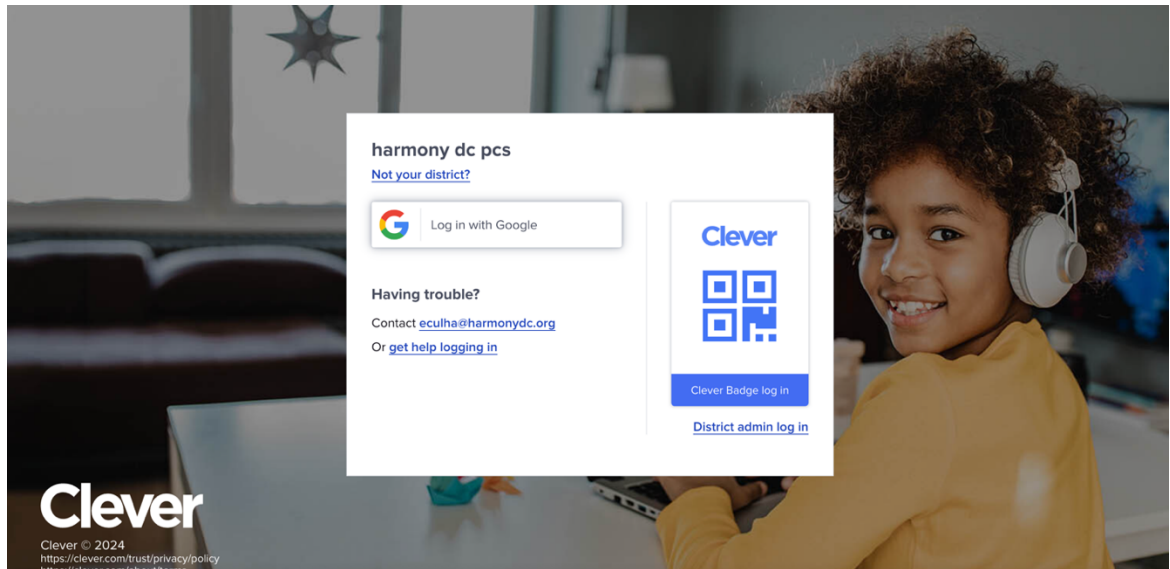 harmony dc pcs
Not your district?
Log in with Google
Having trouble?
Contact eculha@harmonydc.org
Or get help logging in
Clever
Clever Badge log in
District admin log in
Clever
Clever © 2024
https://clever.com/trust/privacy/policy